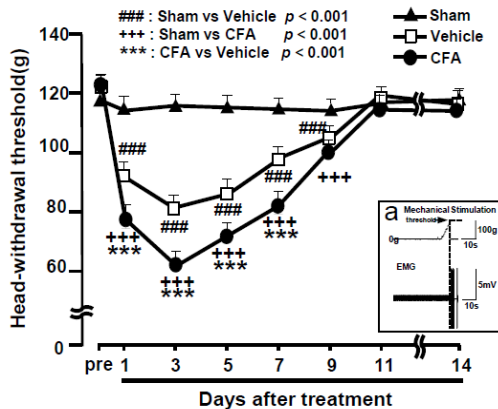 ### : Sham vs Vehicle p < 0.001
+++ : Sham vs CFA p < 0.001
*** : CFA vs Vehicle p < 0.001
Sham
Vehicle
CFA
Head-withdrawal threshold(g)
140
120
100
80
60
0
###
###
###
###
###
+++
***
+++
***
+++
***
+++
***
+++
a
Mechanical Stimulation
threshold
0g
100g
10s
EMG
5mV
10s
pre 1 3 5 7 9 11 14
Days after treatment